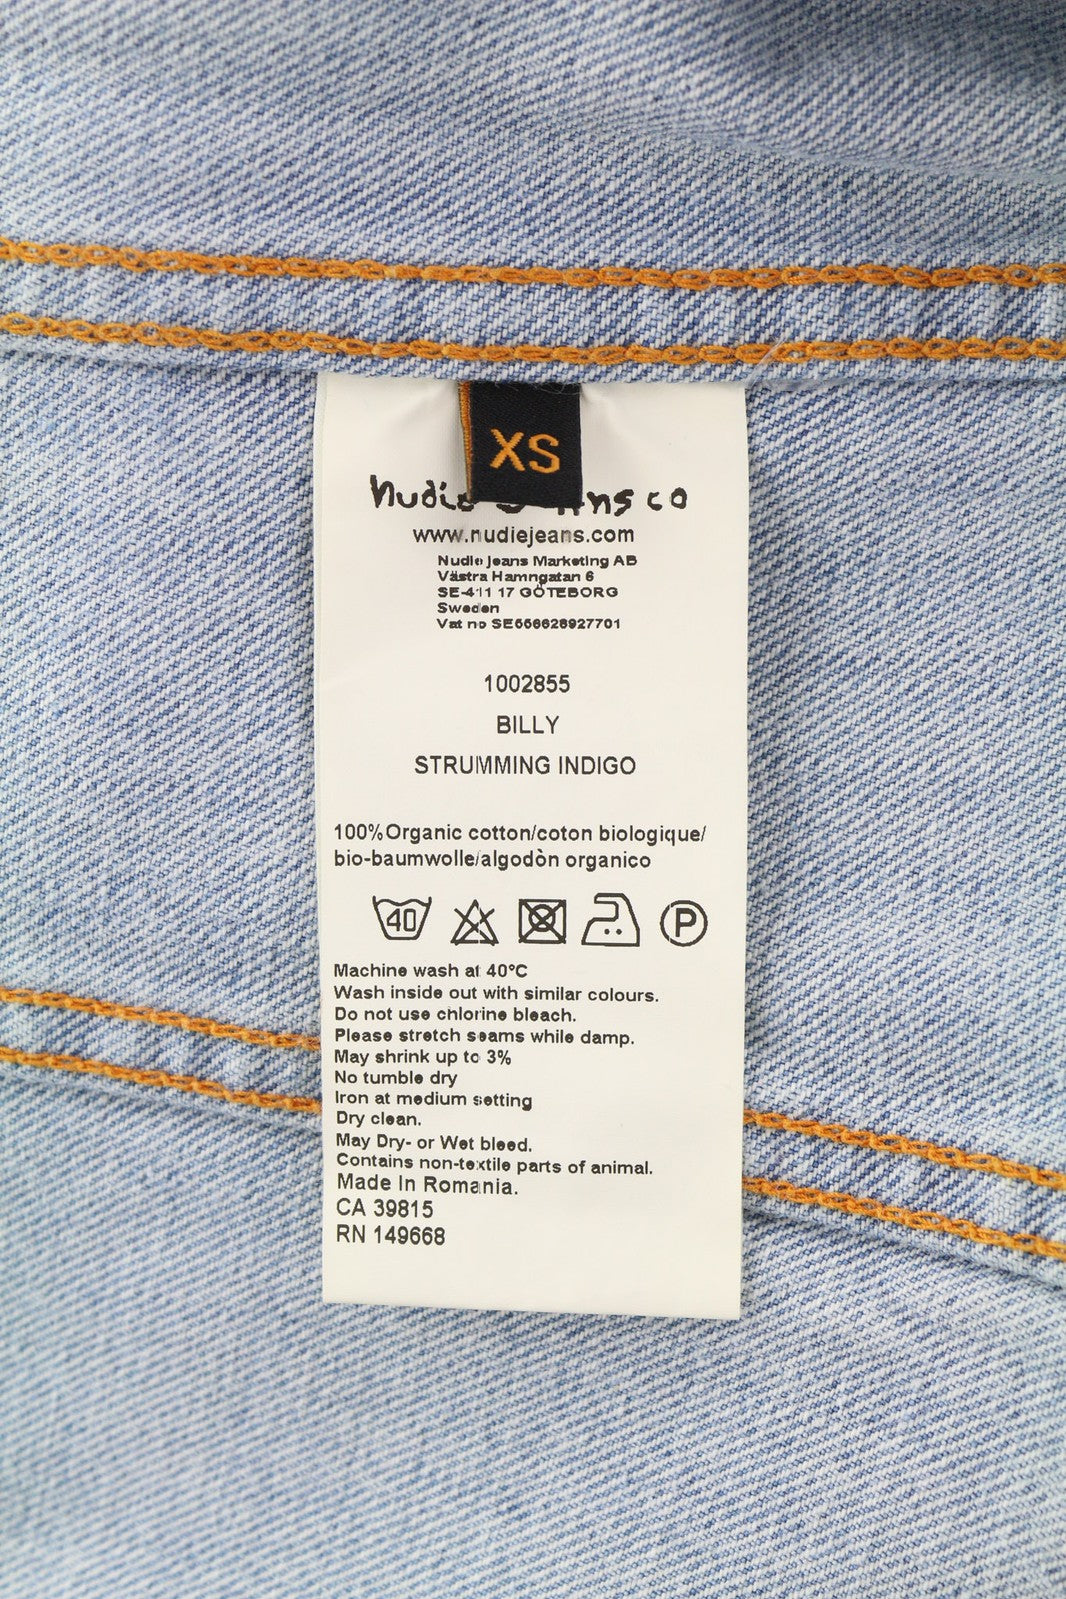 XS
nudie jeans co
www.nudiejeans.com
Nudie Jeans Marketing AB
Västra Hamngatan 6
SE-411 17 GÖTEBORG
Sweden
Vat no SE556628927701
1002855
BILLY
STRUMMING INDIGO
100%Organic cotton/coton biologique/
bio-baumwolle/algodòn organico
40
P
Machine wash at 40°C
Wash inside out with similar colours.
Do not use chlorine bleach.
Please stretch seams while damp.
May shrink up to 3%
No tumble dry
Iron at medium setting
Dry clean.
May Dry- or Wet bleed.
Contains non-textile parts of animal.
Made In Romania.
CA 39815
RN 149668